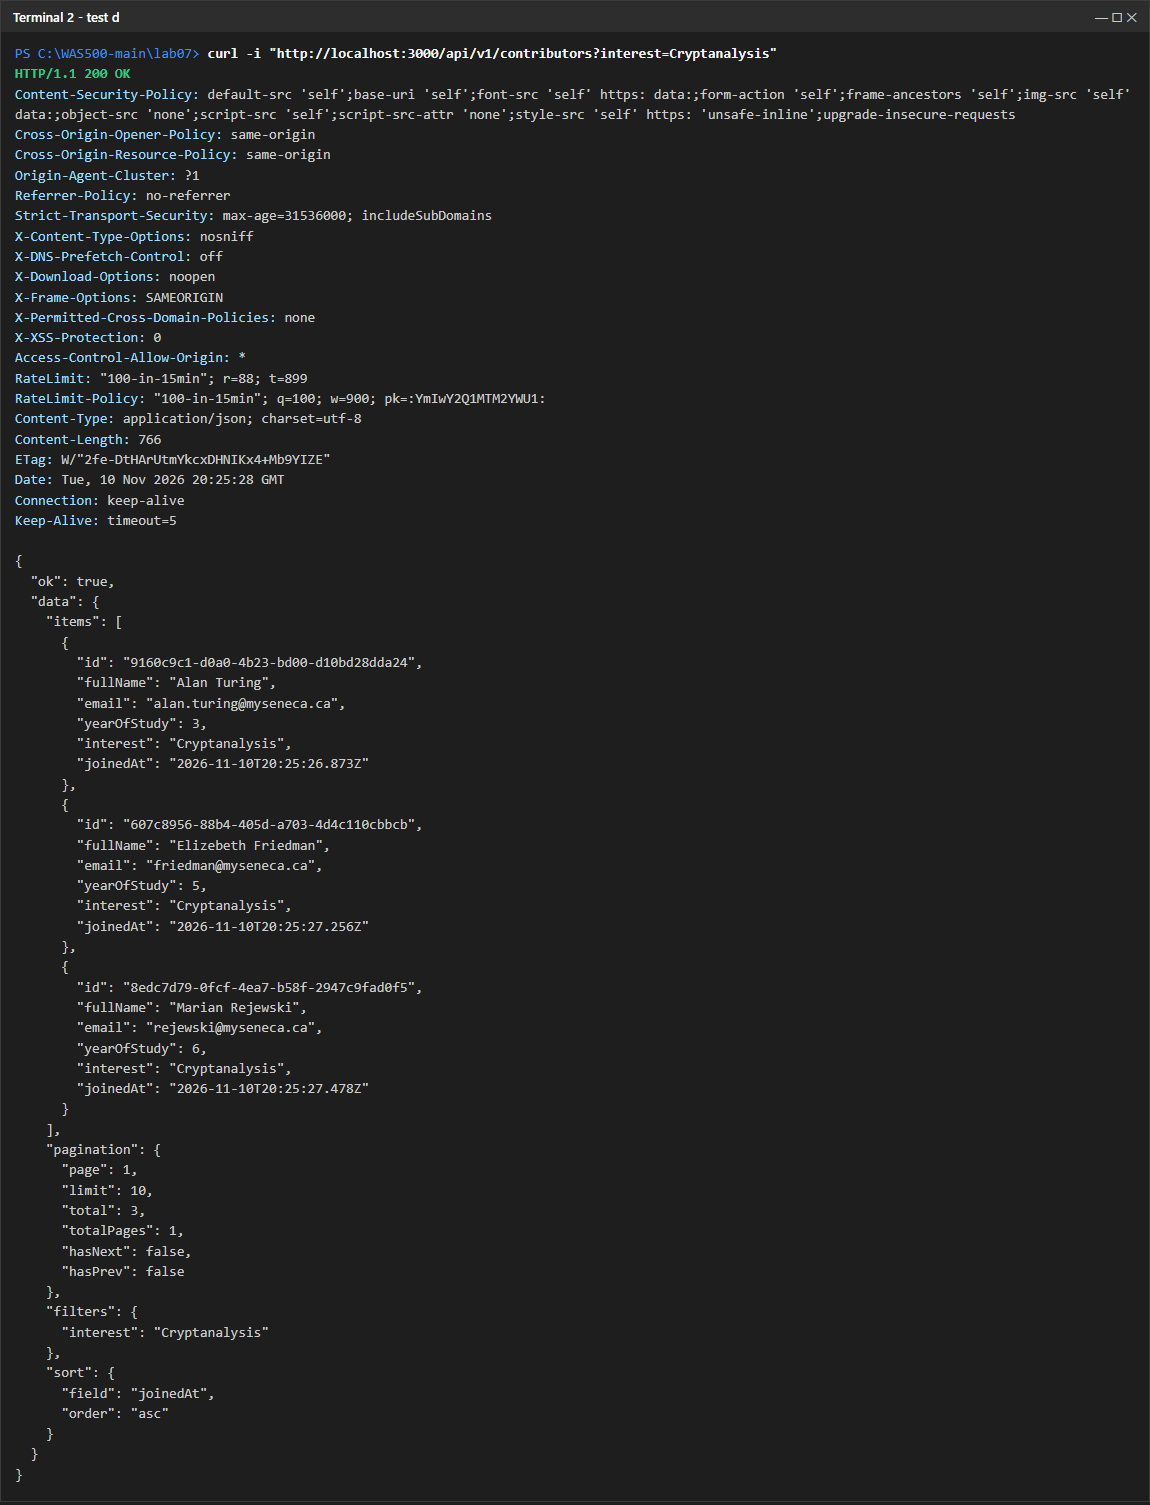 Terminal 2 - test d
PS C:\WAS500-main\lab07> curl -i "http://localhost:3000/api/v1/contributors?interest=Cryptanalysis"
HTTP/1.1 200 OK
Content-Security-Policy: default-src 'self';base-uri 'self';font-src 'self' https: data:;form-action 'self';frame-ancestors 'self';img-src 'self'
data:;object-src 'none';script-src 'self';script-src-attr 'none';style-src 'self' https: 'unsafe-inline';upgrade-insecure-requests
Cross-Origin-Opener-Policy: same-origin
Cross-Origin-Resource-Policy: same-origin
Origin-Agent-Cluster: ?1
Referrer-Policy: no-referrer
Strict-Transport-Security: max-age=31536000; includeSubDomains
X-Content-Type-Options: nosniff
X-DNS-Prefetch-Control: off
X-Download-Options: noopen
X-Frame-Options: SAMEORIGIN
X-Permitted-Cross-Domain-Policies: none
X-XSS-Protection: 0
Access-Control-Allow-Origin: *
RateLimit: "100-in-15min"; r=88; t=899
RateLimit-Policy: "100-in-15min"; q=100; w=900; pk=:YmIwY2Q1MTM2YWU1:
Content-Type: application/json; charset=utf-8
Content-Length: 766
ETag: W/"2fe-DtHArUtmYkcxDHNIKx4+Mb9YIZE"
Date: Tue, 10 Nov 2026 20:25:28 GMT
Connection: keep-alive
Keep-Alive: timeout=5
{
  "ok": true,
  "data": {
    "items": [
      {
        "id": "9160c9c1-d0a0-4b23-bd00-d10bd28dda24",
        "fullName": "Alan Turing",
        "email": "alan.turing@myseneca.ca",
        "yearOfStudy": 3,
        "interest": "Cryptanalysis",
        "joinedAt": "2026-11-10T20:25:26.873Z"
      },
      {
        "id": "607c8956-88b4-405d-a703-4d4c110cbbcb",
        "fullName": "Elizebeth Friedman",
        "email": "friedman@myseneca.ca",
        "yearOfStudy": 5,
        "interest": "Cryptanalysis",
        "joinedAt": "2026-11-10T20:25:27.256Z"
      },
      {
        "id": "8edc7d79-0fcf-4ea7-b58f-2947c9fad0f5",
        "fullName": "Marian Rejewski",
        "email": "rejewski@myseneca.ca",
        "yearOfStudy": 6,
        "interest": "Cryptanalysis",
        "joinedAt": "2026-11-10T20:25:27.478Z"
      }
    ],
    "pagination": {
      "page": 1,
      "limit": 10,
      "total": 3,
      "totalPages": 1,
      "hasNext": false,
      "hasPrev": false
    },
    "filters": {
      "interest": "Cryptanalysis"
    },
    "sort": {
      "field": "joinedAt",
      "order": "asc"
    }
  }
}